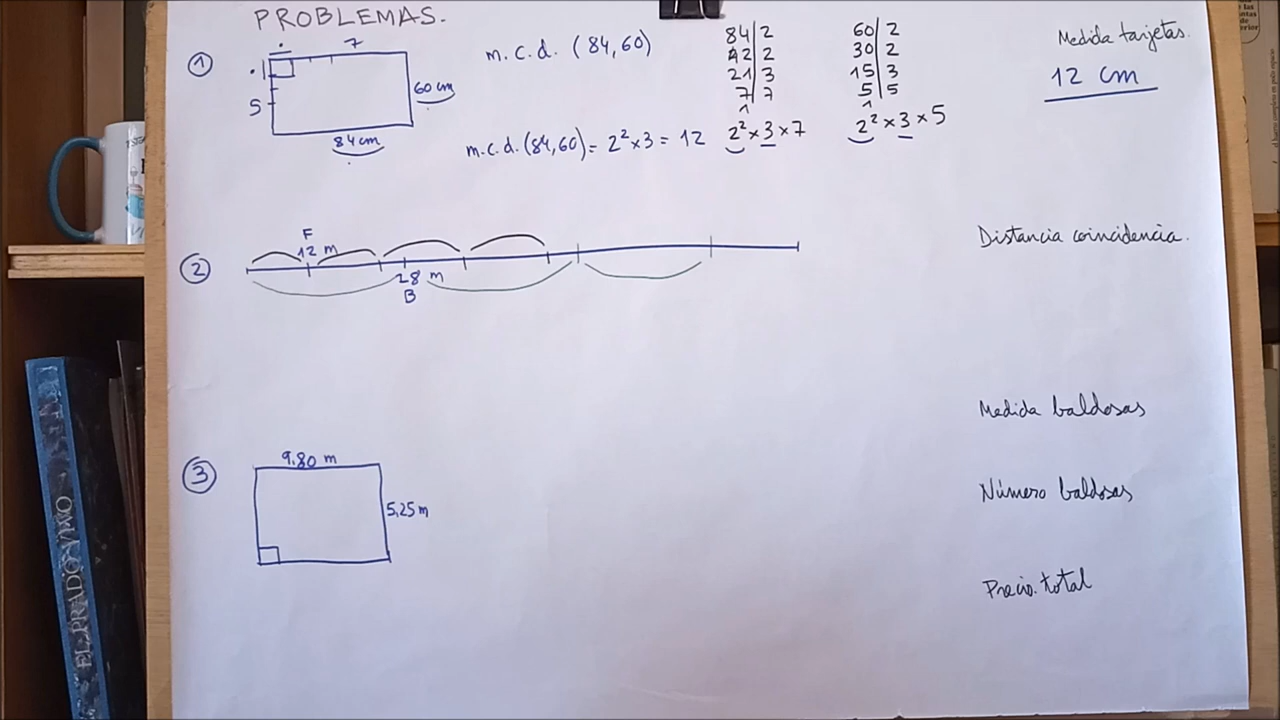 PROBLEMAS.
1
7
5
60 cm
84 cm
m. c. d. (84,60)
84 | 2
42 | 2
21 | 3
7 | 7
1
2² × 3 × 7
60 | 2
30 | 2
15 | 3
5 | 5
1
2² × 3 × 5
m.c.d. (84,60) = 2² × 3 = 12
Medida tarjetas.
12 cm
2
F
12 m
28 m
B
Distancia coincidencia.
3
9.80 m
5,25 m
Medida baldosas
Número baldosas
Precio total
EL PRADO VIVO